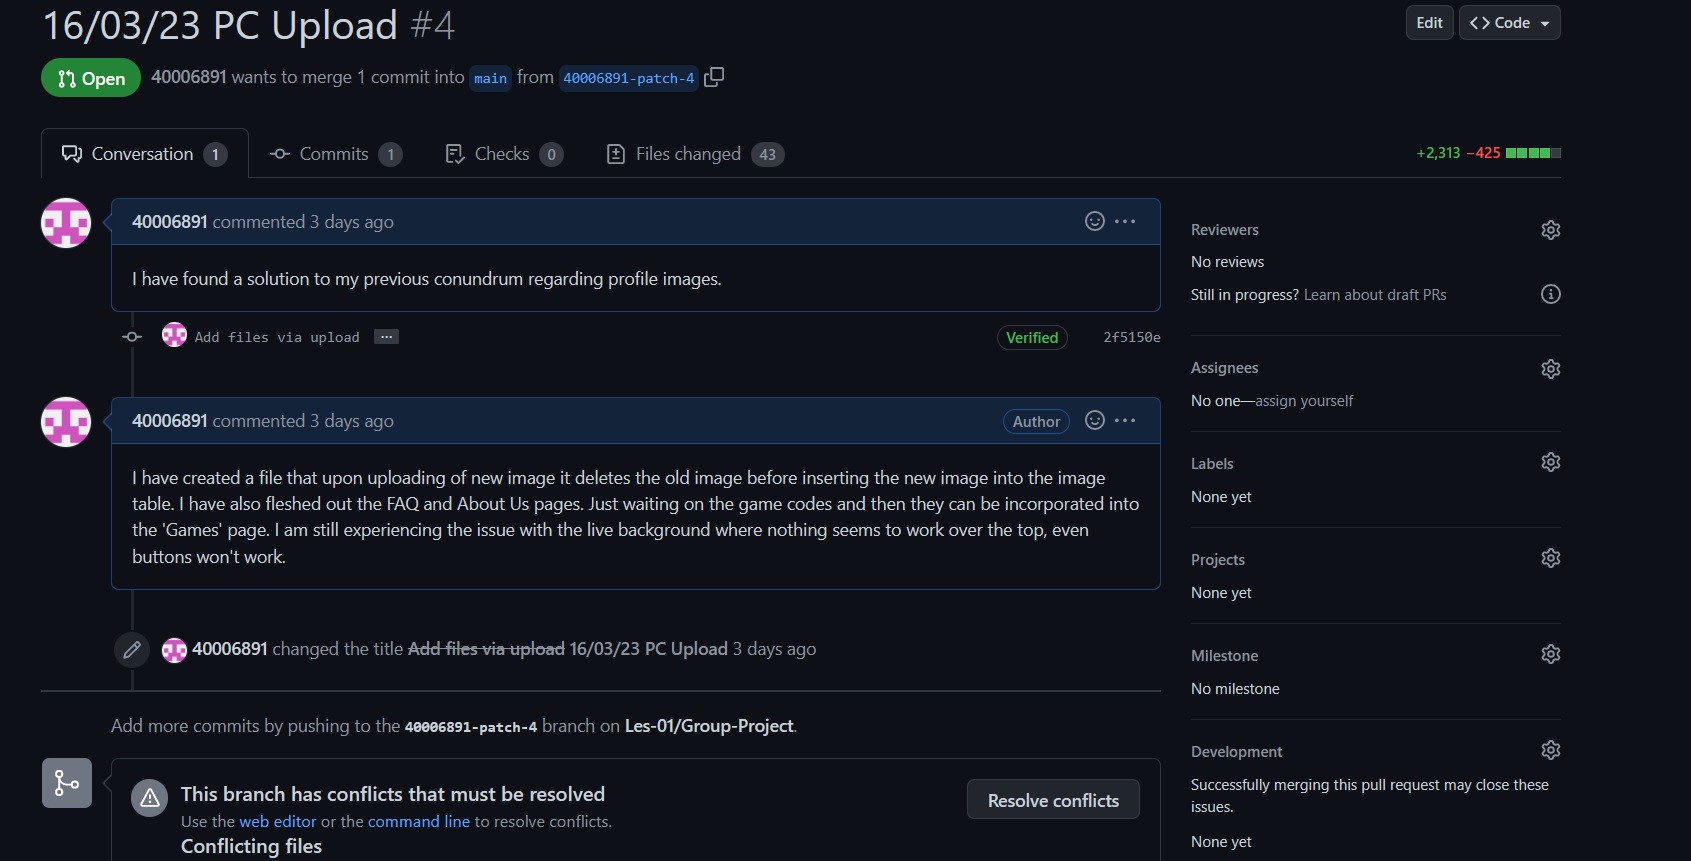 16/03/23 PC Upload #4
Edit
<> Code
Open
40006891 wants to merge 1 commit into main from 40006891-patch-4
Conversation 1
Commits 1
Checks 0
Files changed 43
+2,313 −425
40006891 commented 3 days ago
I have found a solution to my previous conundrum regarding profile images.
Add files via upload ...
Verified
2f5150e
40006891 commented 3 days ago
Author
I have created a file that upon uploading of new image it deletes the old image before inserting the new image into the image
table. I have also fleshed out the FAQ and About Us pages. Just waiting on the game codes and then they can be incorporated into
the 'Games' page. I am still experiencing the issue with the live background where nothing seems to work over the top, even
buttons won't work.
40006891 changed the title Add files via upload 16/03/23 PC Upload 3 days ago
Add more commits by pushing to the 40006891-patch-4 branch on Les-01/Group-Project.
This branch has conflicts that must be resolved
Use the web editor or the command line to resolve conflicts.
Conflicting files
Resolve conflicts
Reviewers
No reviews
Still in progress? Learn about draft PRs
Assignees
No one—assign yourself
Labels
None yet
Projects
None yet
Milestone
No milestone
Development
Successfully merging this pull request may close these
issues.
None yet